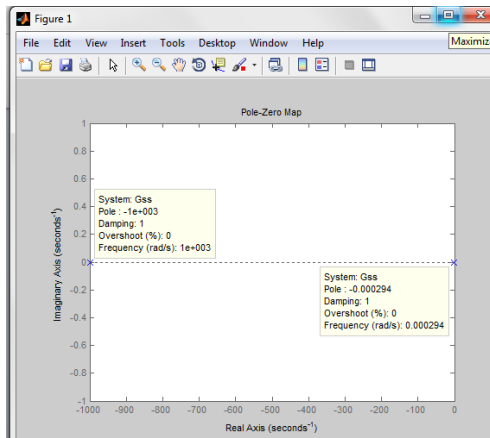 Figure 1
File Edit View Insert Tools Desktop Window Help
Maximiz
Pole-Zero Map
1
0.8
0.6
0.4
0.2
0
-0.2
-0.4
-0.6
-0.8
-1
Imaginary Axis (seconds⁻¹)
System: Gss
Pole : -1e+003
Damping: 1
Overshoot (%): 0
Frequency (rad/s): 1e+003
System: Gss
Pole : -0.000294
Damping: 1
Overshoot (%): 0
Frequency (rad/s): 0.000294
-1000 -900 -800 -700 -600 -500 -400 -300 -200 -100 0
Real Axis (seconds⁻¹)